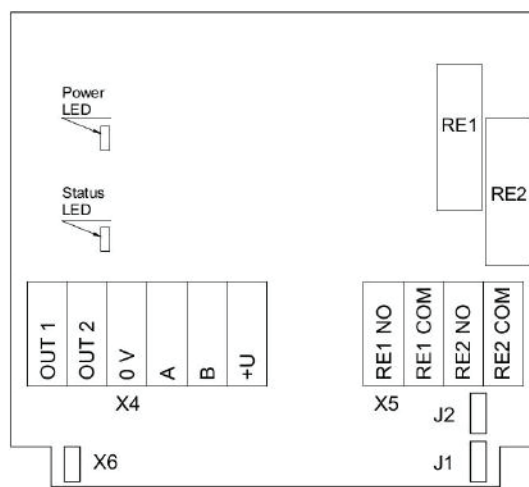 Power
LED
RE1
RE2
Status
LED
OUT 1
OUT 2
0 V
A
B
+U
RE1 NO
RE1 COM
RE2 NO
RE2 COM
X4
X5
J2
X6
J1